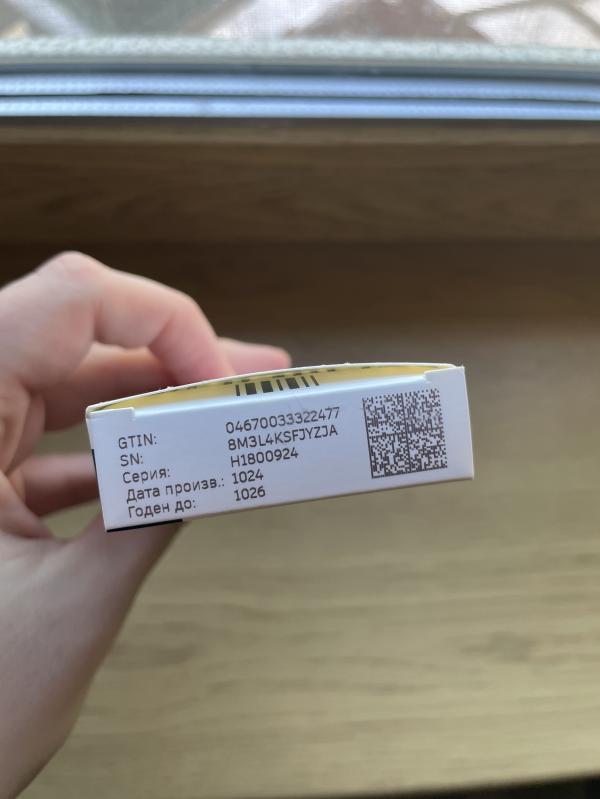 GTIN: 04670033322477
SN: 8M3L4KSFJYZJA
Серия: H1800924
Дата произв.: 1024
Годен до: 1026